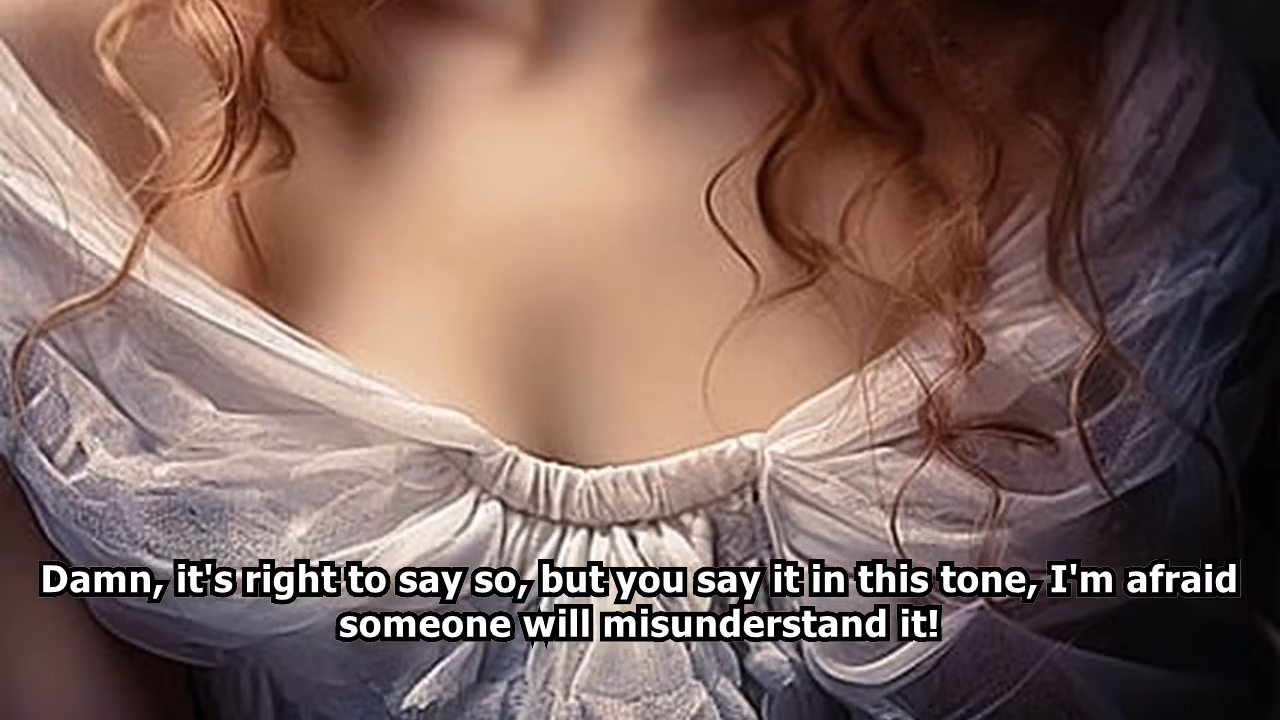 Damn, it's right to say so, but you say it in this tone, I'm afraid
someone will misunderstand it!